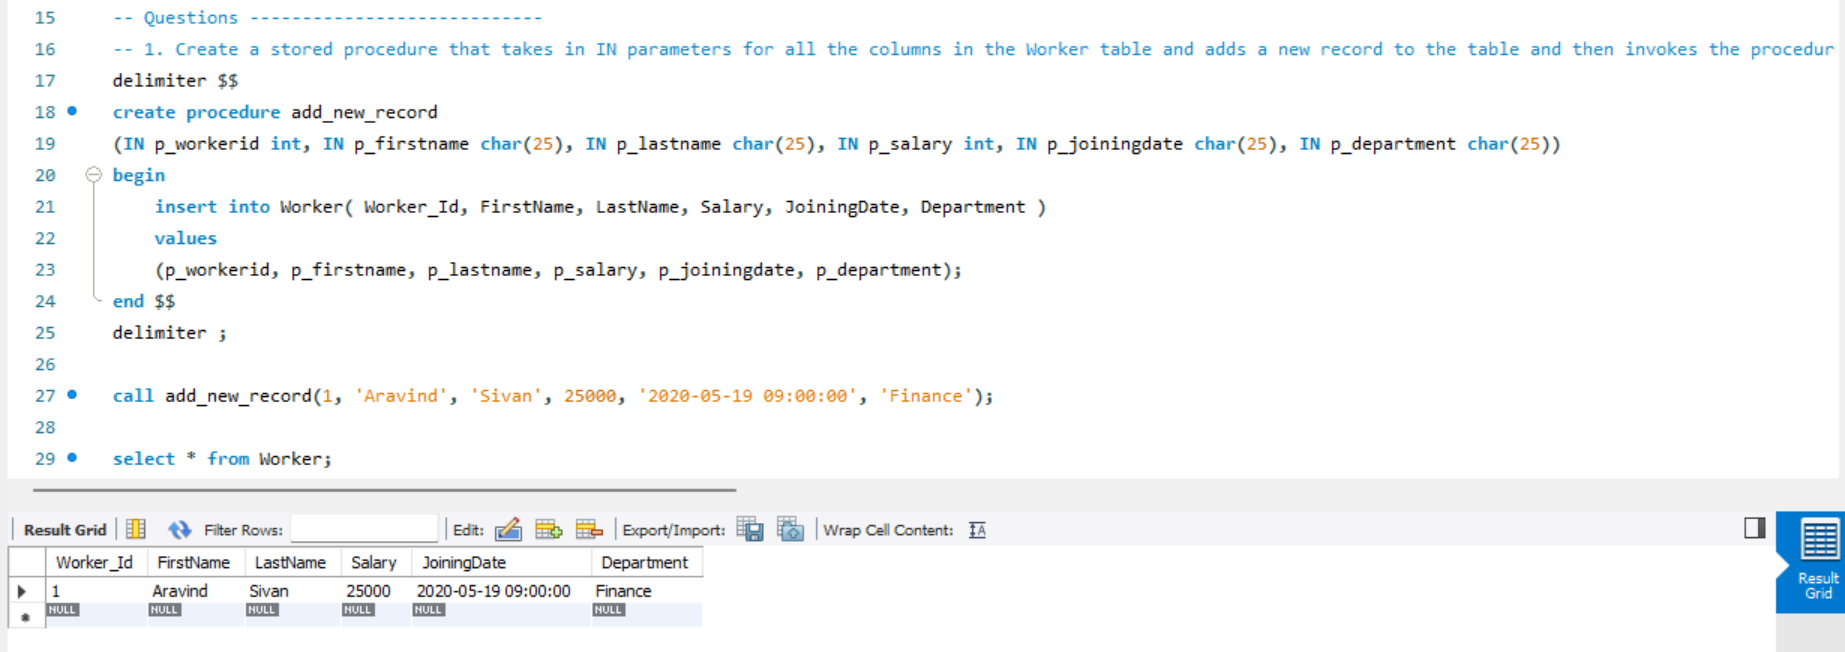 15 -- Questions ----------------------------
16 -- 1. Create a stored procedure that takes in IN parameters for all the columns in the Worker table and adds a new record to the table and then invokes the procedur
17 delimiter $$
18 create procedure add_new_record
19 (IN p_workerid int, IN p_firstname char(25), IN p_lastname char(25), IN p_salary int, IN p_joiningdate char(25), IN p_department char(25))
20 begin
21 insert into Worker( Worker_Id, FirstName, LastName, Salary, JoiningDate, Department )
22 values
23 (p_workerid, p_firstname, p_lastname, p_salary, p_joiningdate, p_department);
24 end $$
25 delimiter ;
26
27 call add_new_record(1, 'Aravind', 'Sivan', 25000, '2020-05-19 09:00:00', 'Finance');
28
29 select * from Worker;
Result Grid Filter Rows: Edit: Export/Import: Wrap Cell Content: IA
Worker_Id FirstName LastName Salary JoiningDate Department
1 Aravind Sivan 25000 2020-05-19 09:00:00 Finance
NULL NULL NULL NULL NULL NULL
Result
Grid